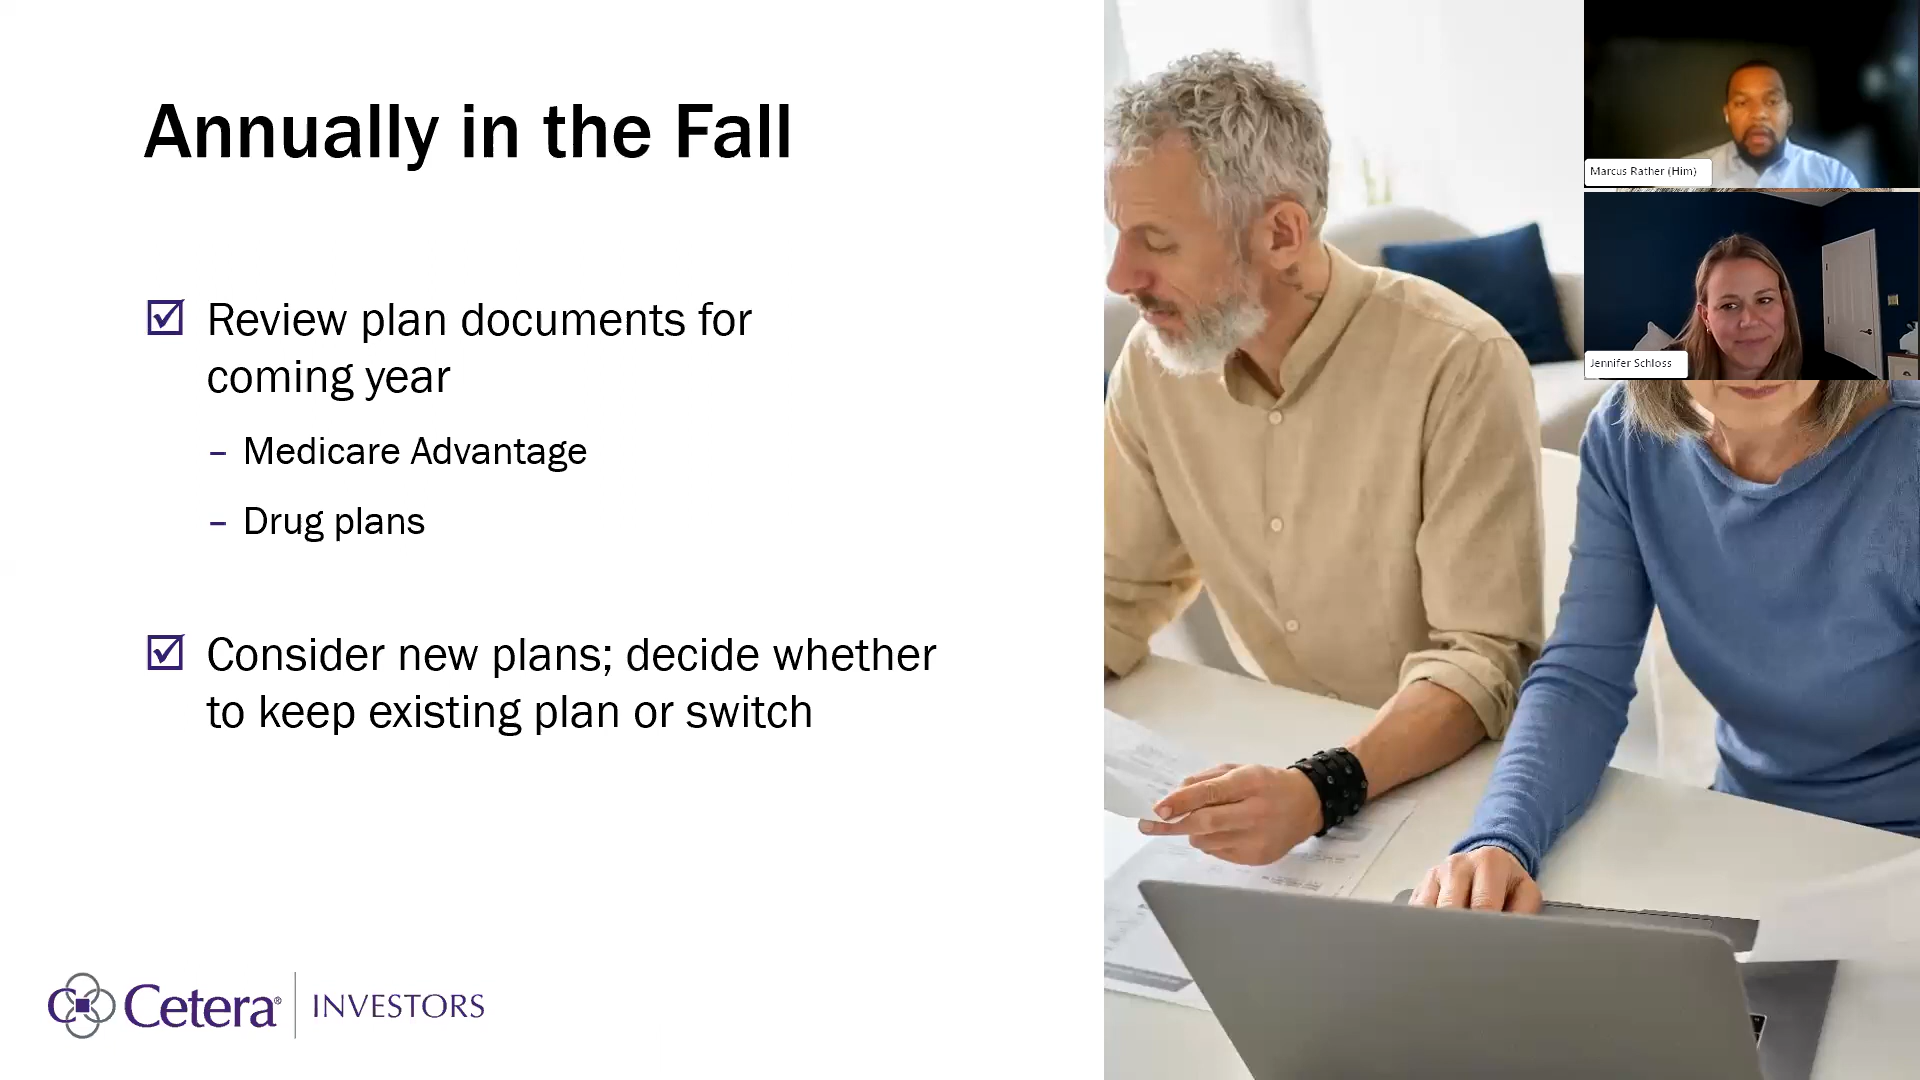 Annually in the Fall
Review plan documents for
coming year
– Medicare Advantage
– Drug plans
Consider new plans; decide whether
to keep existing plan or switch
Cetera® | INVESTORS
Marcus Rather (Him)
Jennifer Schloss